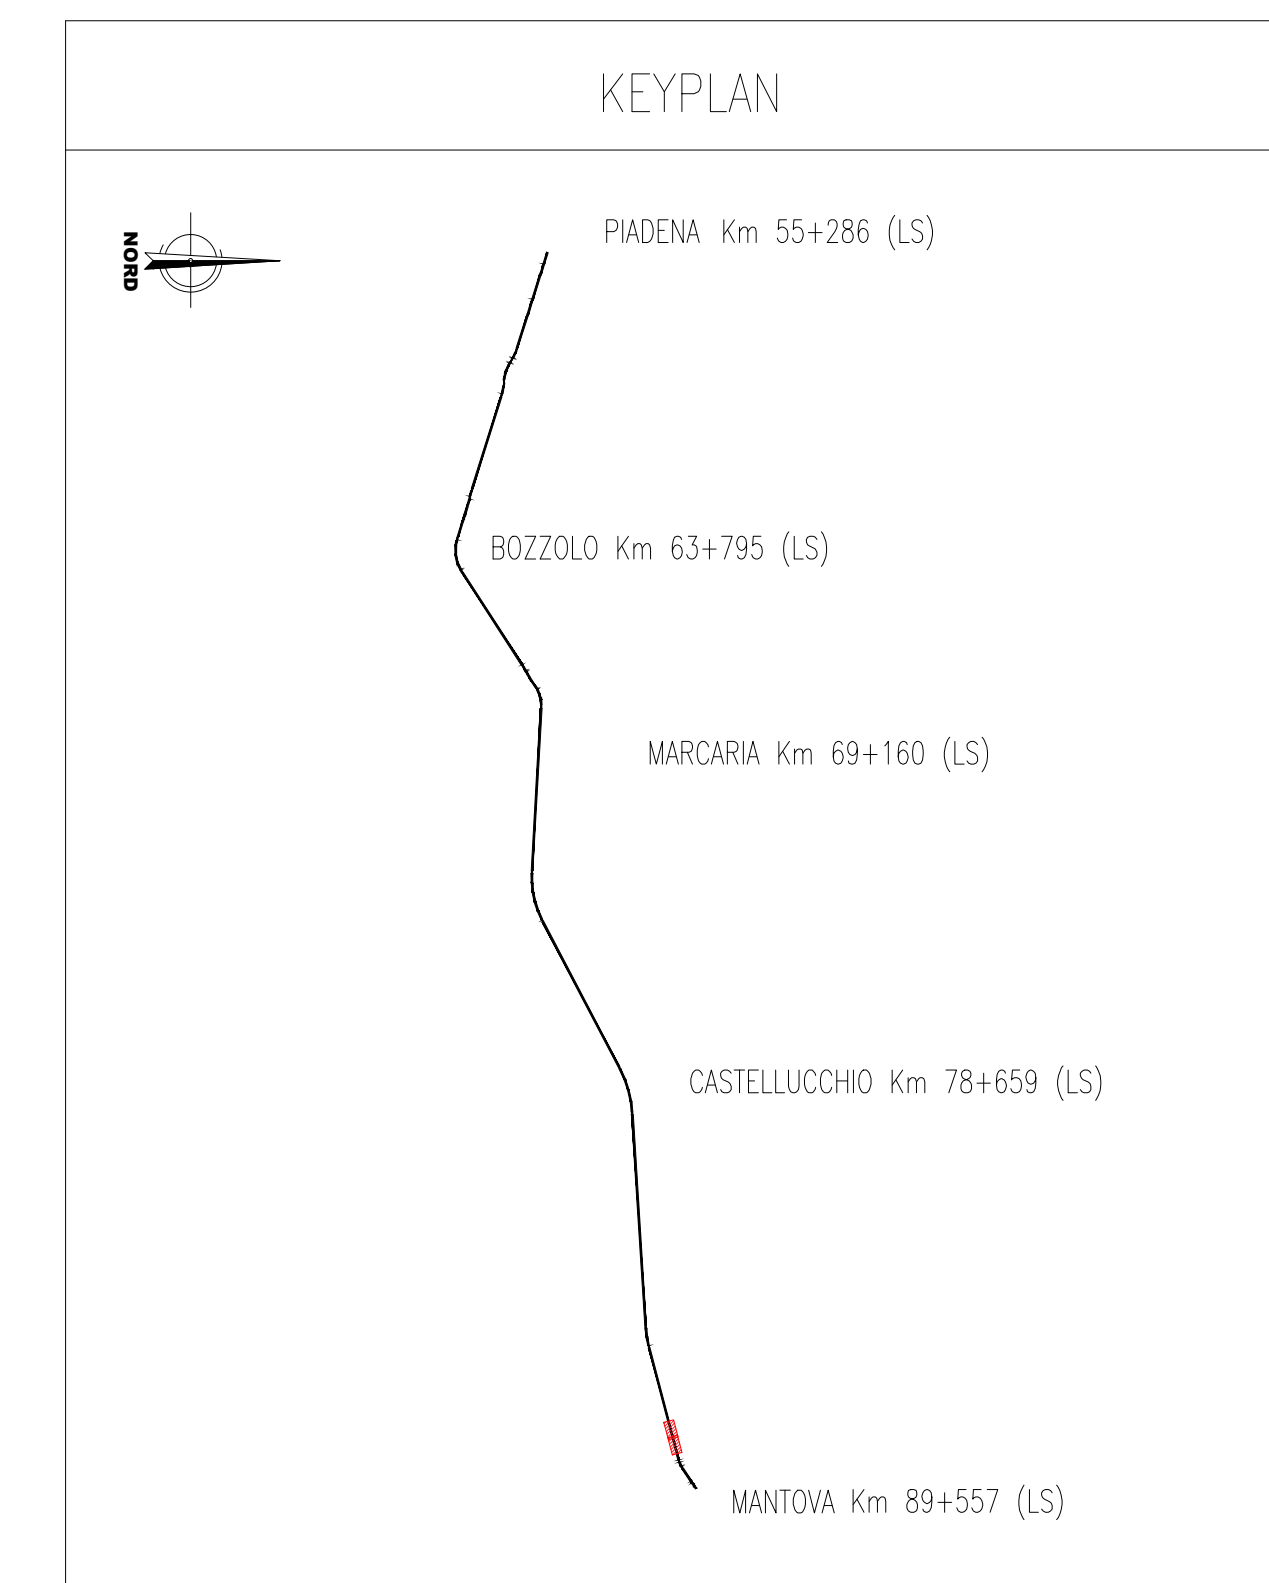 KEYPLAN
NORD
PIADENA Km 55+286 (LS)
BOZZOLO Km 63+795 (LS)
MARCARIA Km 69+160 (LS)
CASTELLUCCHIO Km 78+659 (LS)
MANTOVA Km 89+557 (LS)